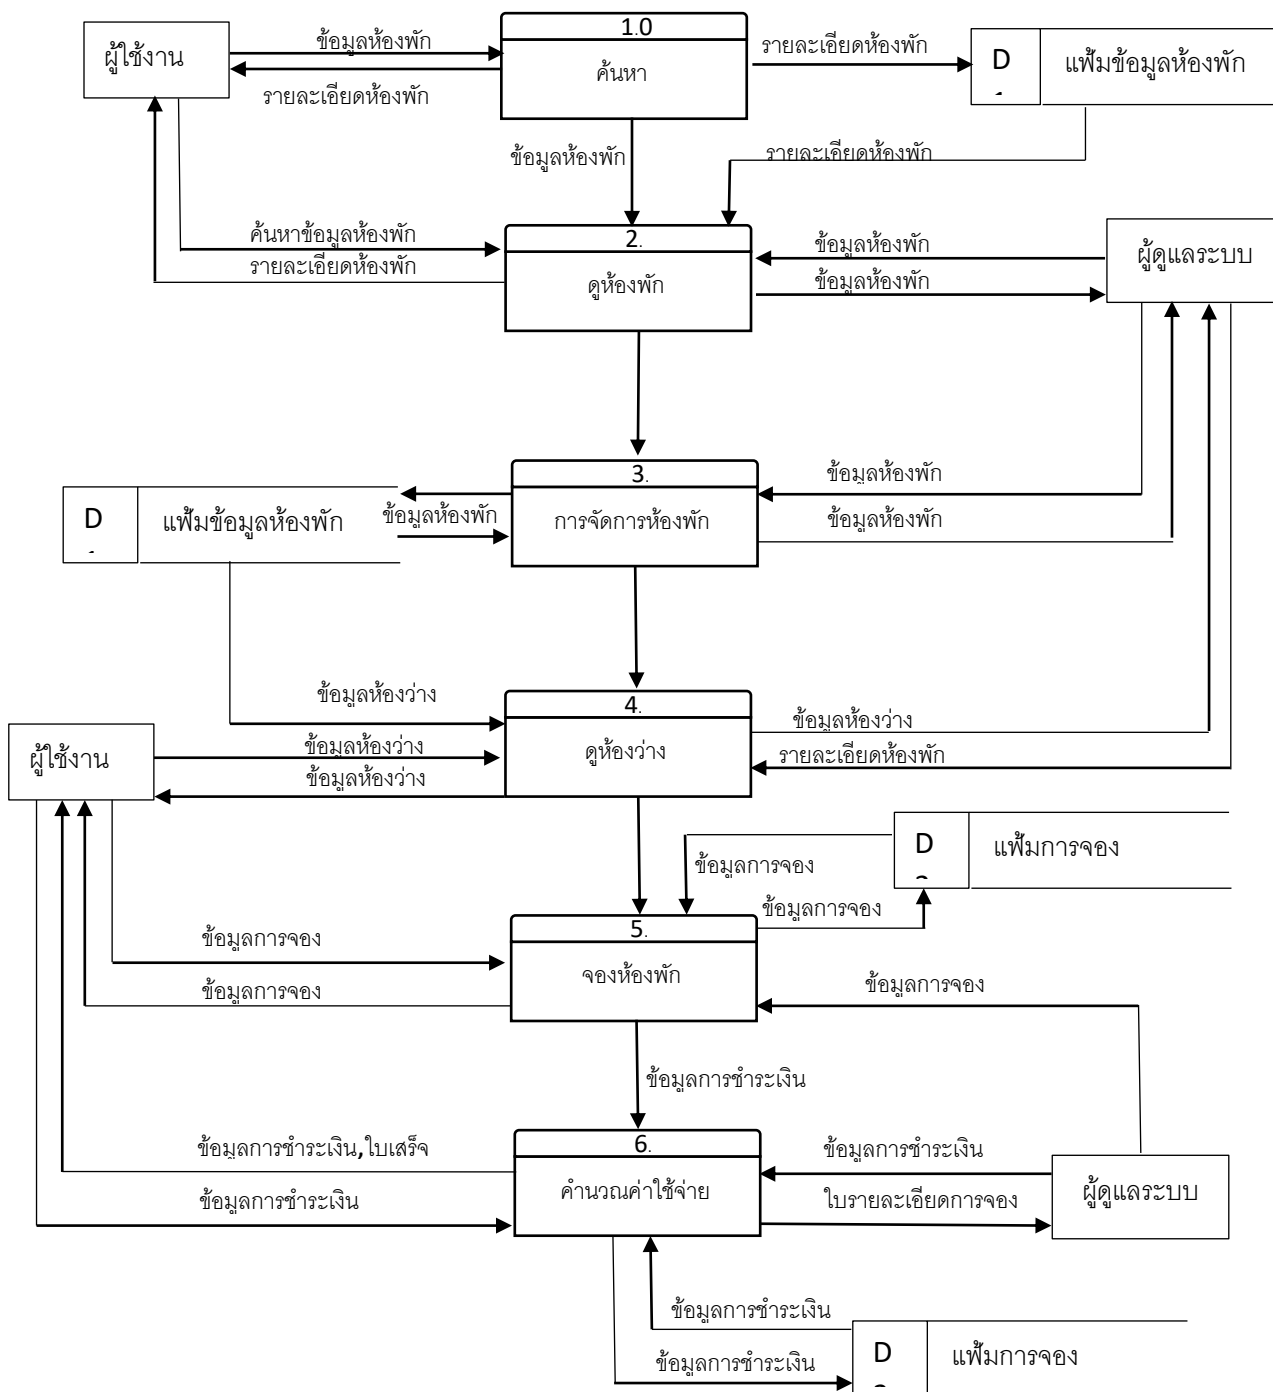 1.0
ผู้ใช้งาน
ข้อมูลห้องพัก
ค้นหา
รายละเอียดห้องพัก
D
แฟ้มข้อมูลห้องพัก
รายละเอียดห้องพัก
ข้อมูลห้องพัก
รายละเอียดห้องพัก
2.
ค้นหาข้อมูลห้องพัก
รายละเอียดห้องพัก
ดูห้องพัก
ข้อมูลห้องพัก
ข้อมูลห้องพัก
ผู้ดูแลระบบ
3.
D
แฟ้มข้อมูลห้องพัก
ข้อมูลห้องพัก
การจัดการห้องพัก
ข้อมูลห้องพัก
ข้อมูลห้องพัก
4.
ข้อมูลห้องว่าง
ผู้ใช้งาน
ข้อมูลห้องว่าง
ข้อมูลห้องว่าง
ดูห้องว่าง
ข้อมูลห้องว่าง
รายละเอียดห้องพัก
D
แฟ้มการจอง
ข้อมูลการจอง
ข้อมูลการจอง
5.
ข้อมูลการจอง
จองห้องพัก
ข้อมูลการจอง
ข้อมูลการจอง
ข้อมูลการชำระเงิน
6.
ข้อมูลการชำระเงิน,ใบเสร็จ
ข้อมูลการชำระเงิน
คำนวณค่าใช้จ่าย
ข้อมูลการชำระเงิน
ใบรายละเอียดการจอง
ผู้ดูแลระบบ
ข้อมูลการชำระเงิน
ข้อมูลการชำระเงิน
D
แฟ้มการจอง